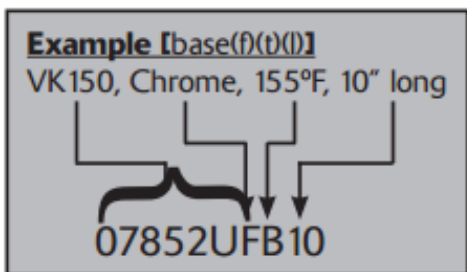 Example [base(f)(t)(l)]
VK150, Chrome, 155ºF, 10” long
07852UFB10